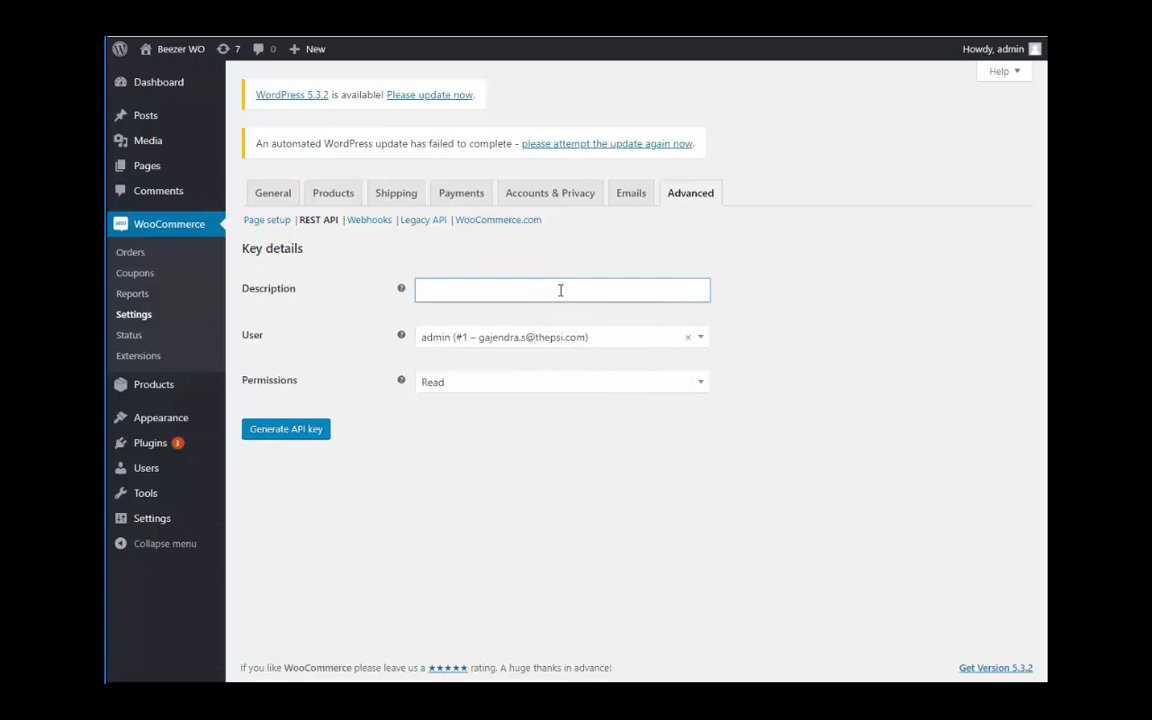 Beezer WO 7 0 New Howdy, admin
Help
Dashboard
Posts
Media
Pages
Comments
WooCommerce
Orders
Coupons
Reports
Settings
Status
Extensions
Products
Appearance
Plugins 3
Users
Tools
Settings
Collapse menu
WordPress 5.3.2 is available! Please update now.
An automated WordPress update has failed to complete - please attempt the update again now.
General Products Shipping Payments Accounts & Privacy Emails Advanced
Page setup | REST API | Webhooks | Legacy API | WooCommerce.com
Key details
Description
User admin (#1 – gajendra.s@thepsi.com) ×
Permissions Read
Generate API key
If you like WooCommerce please leave us a ★★★★★ rating. A huge thanks in advance! Get Version 5.3.2